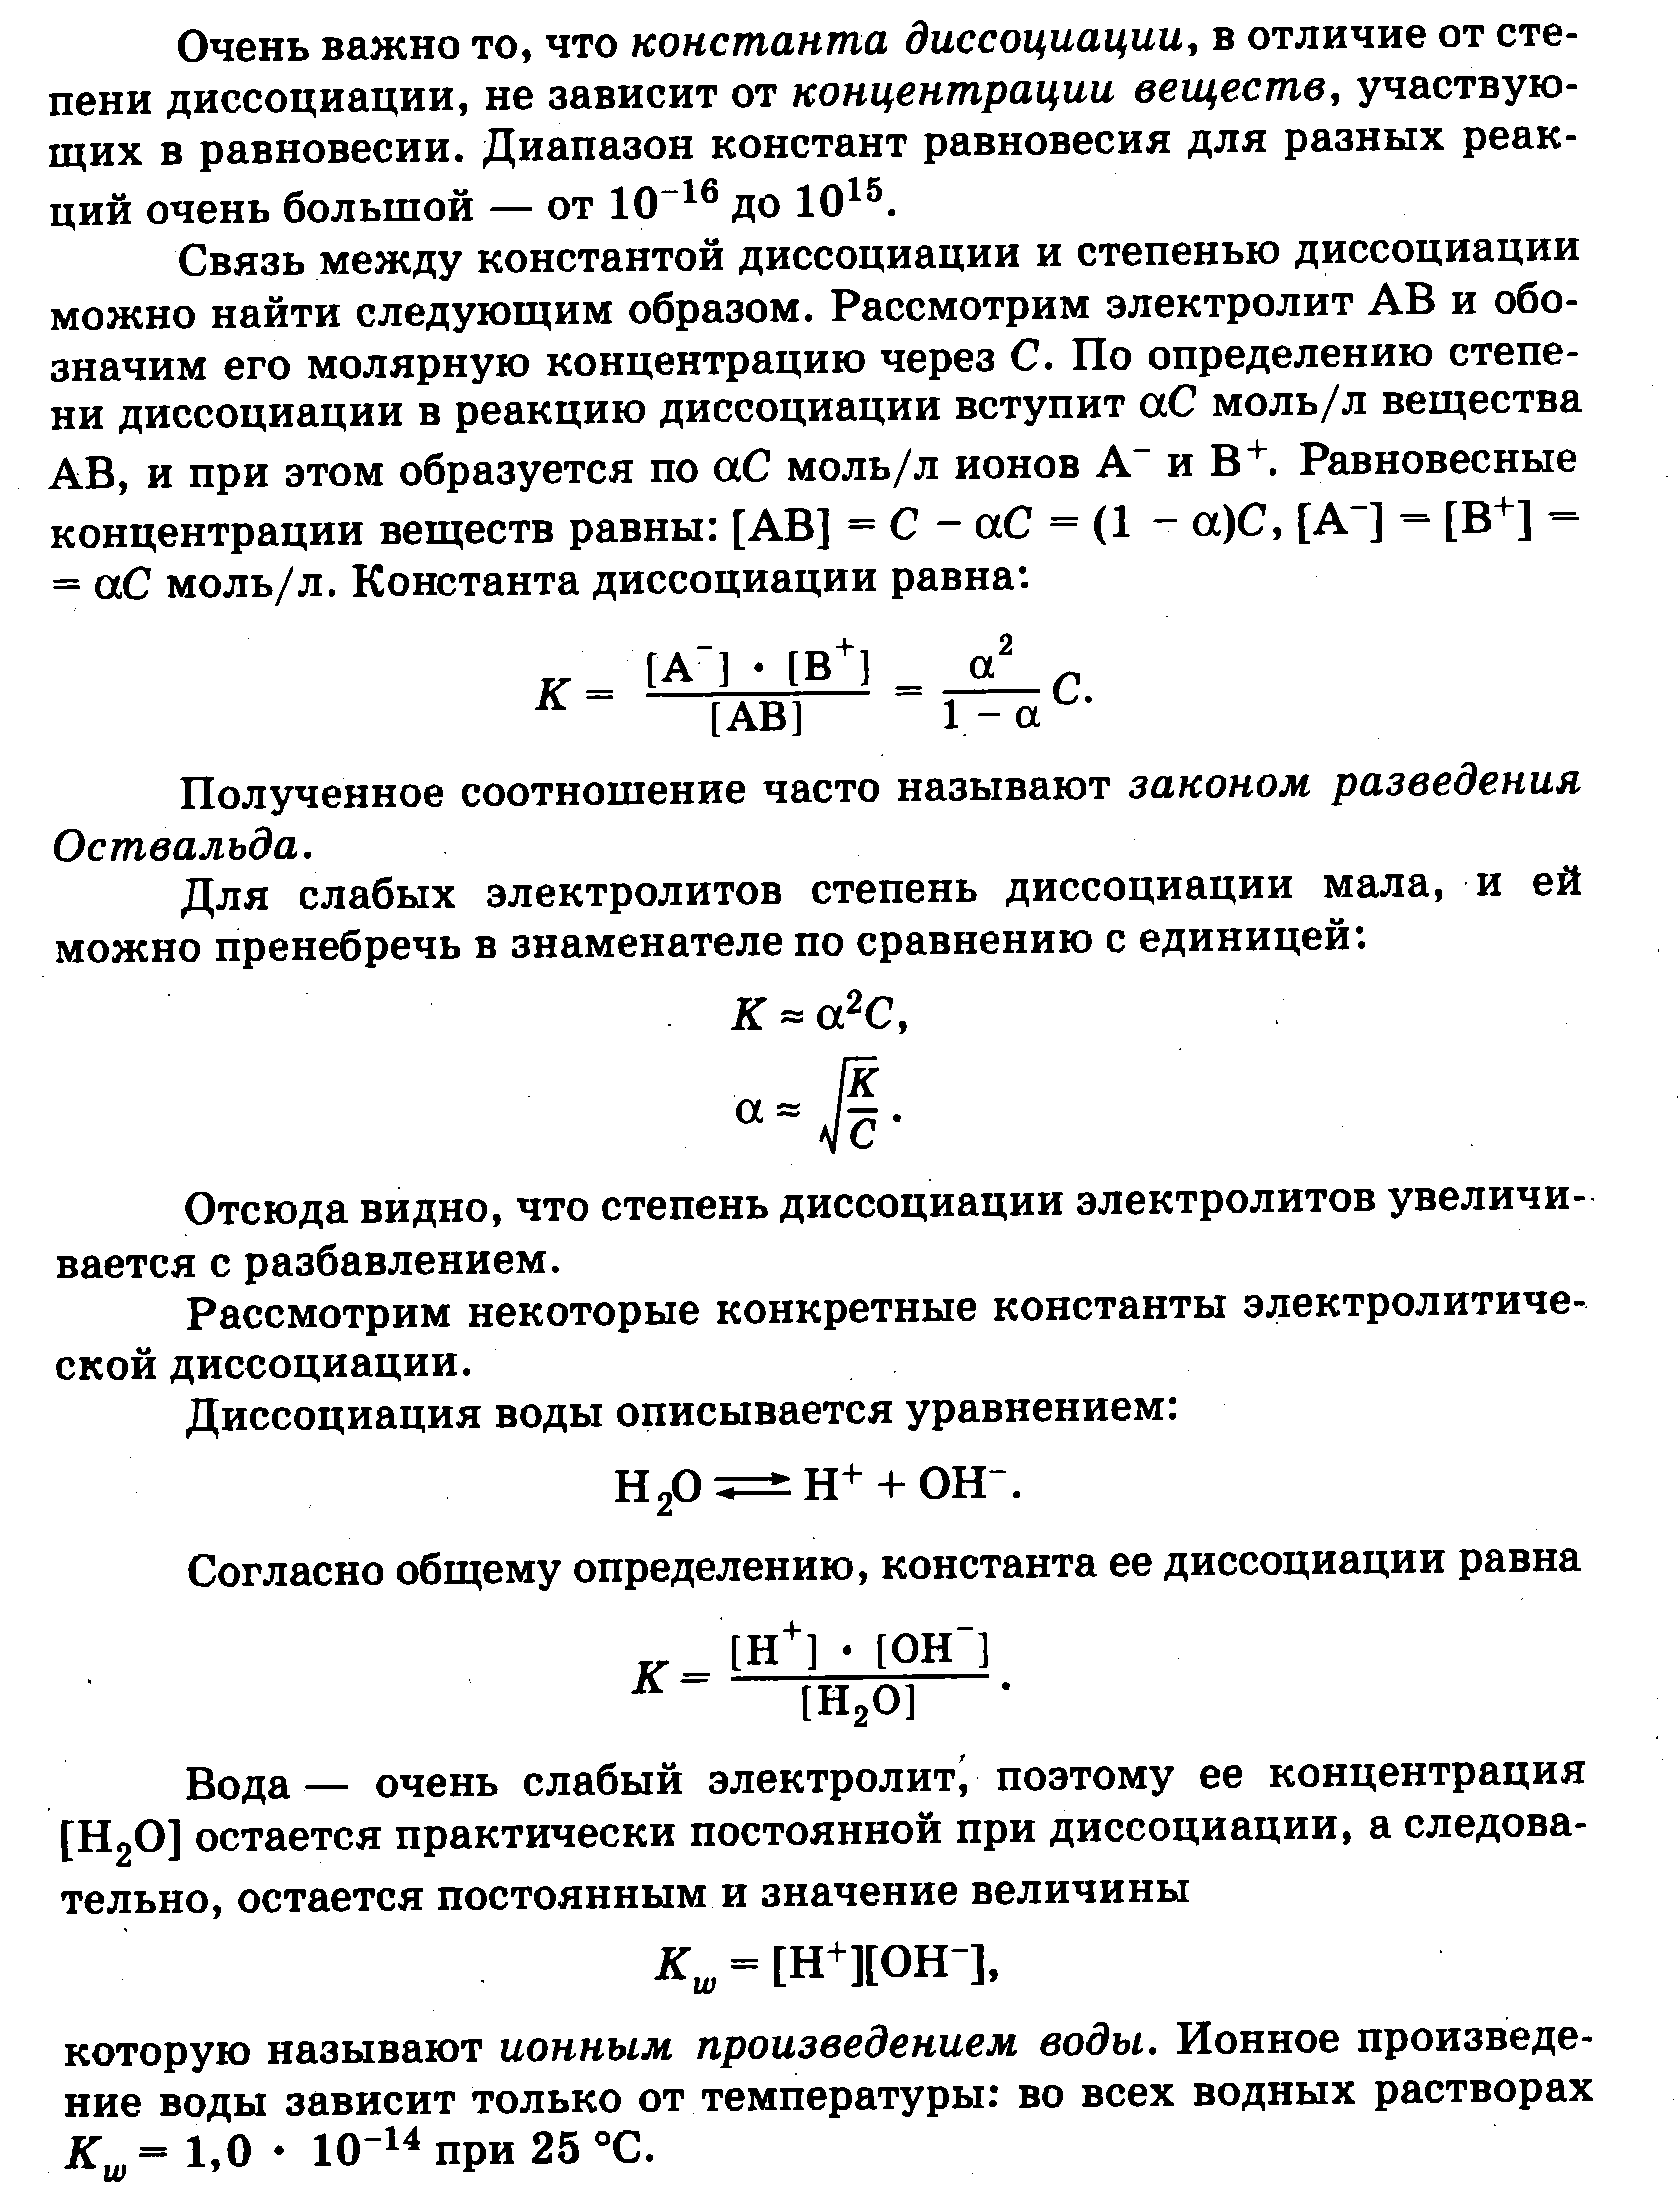 Очень важно то, что константа диссоциации, в отличие от сте-
пени диссоциации, не зависит от концентрации веществ, участвую-
щих в равновесии. Диапазон констант равновесия для разных реак-
ций очень большой — от 10⁻¹⁶ до 10¹⁵.
Связь между константой диссоциации и степенью диссоциации
можно найти следующим образом. Рассмотрим электролит АВ и обо-
значим его молярную концентрацию через C. По определению степе-
ни диссоциации в реакцию диссоциации вступит αC моль/л вещества
АВ, и при этом образуется по αC моль/л ионов А⁻ и В⁺. Равновесные
концентрации веществ равны: [АВ] = C − αC = (1 − α)C, [А⁻] = [В⁺] =
= αC моль/л. Константа диссоциации равна:
K = [А⁻] · [В⁺] / [АВ] = α² / (1 − α) C.
Полученное соотношение часто называют законом разведения
Оствальда.
Для слабых электролитов степень диссоциации мала, и ей
можно пренебречь в знаменателе по сравнению с единицей:
K ≈ α²C,
α ≈ √(K/C).
Отсюда видно, что степень диссоциации электролитов увеличи-
вается с разбавлением.
Рассмотрим некоторые конкретные константы электролитиче-
ской диссоциации.
Диссоциация воды описывается уравнением:
H₂O ⇄ H⁺ + OH⁻.
Согласно общему определению, константа ее диссоциации равна
K = [H⁺] · [OH⁻] / [H₂O].
Вода — очень слабый электролит, поэтому ее концентрация
[H₂O] остается практически постоянной при диссоциации, а следова-
тельно, остается постоянным и значение величины
K_w = [H⁺][OH⁻],
которую называют ионным произведением воды. Ионное произведе-
ние воды зависит только от температуры: во всех водных растворах
K_w = 1,0 · 10⁻¹⁴ при 25 °С.